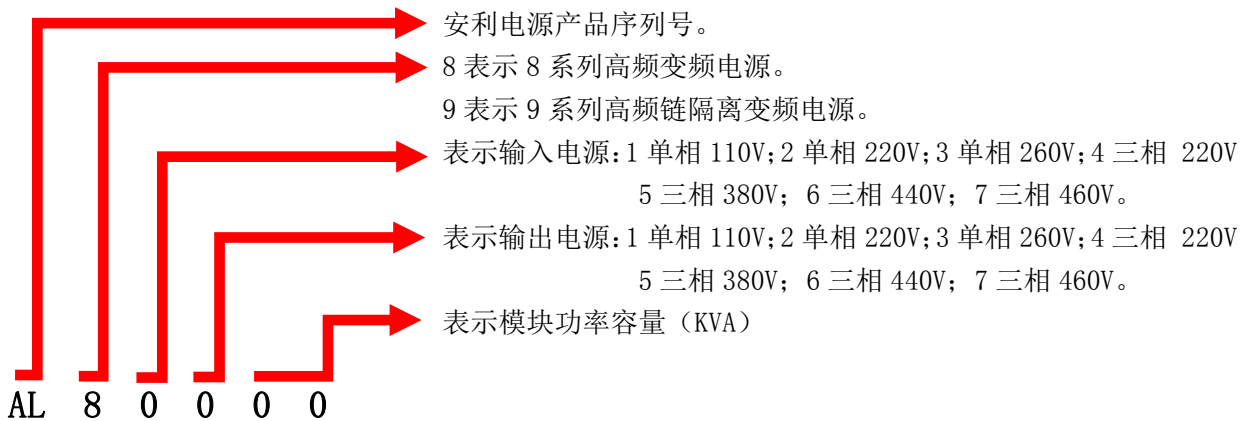 安利电源产品序列号。
8 表示 8 系列高频变频电源。
9 表示 9 系列高频链隔离变频电源。
表示输入电源:1 单相 110V;2 单相 220V;3 单相 260V;4 三相 220V
5 三相 380V; 6 三相 440V; 7 三相 460V。
表示输出电源:1 单相 110V;2 单相 220V;3 单相 260V;4 三相 220V
5 三相 380V; 6 三相 440V; 7 三相 460V。
表示模块功率容量（KVA）
AL 8 0 0 0 0